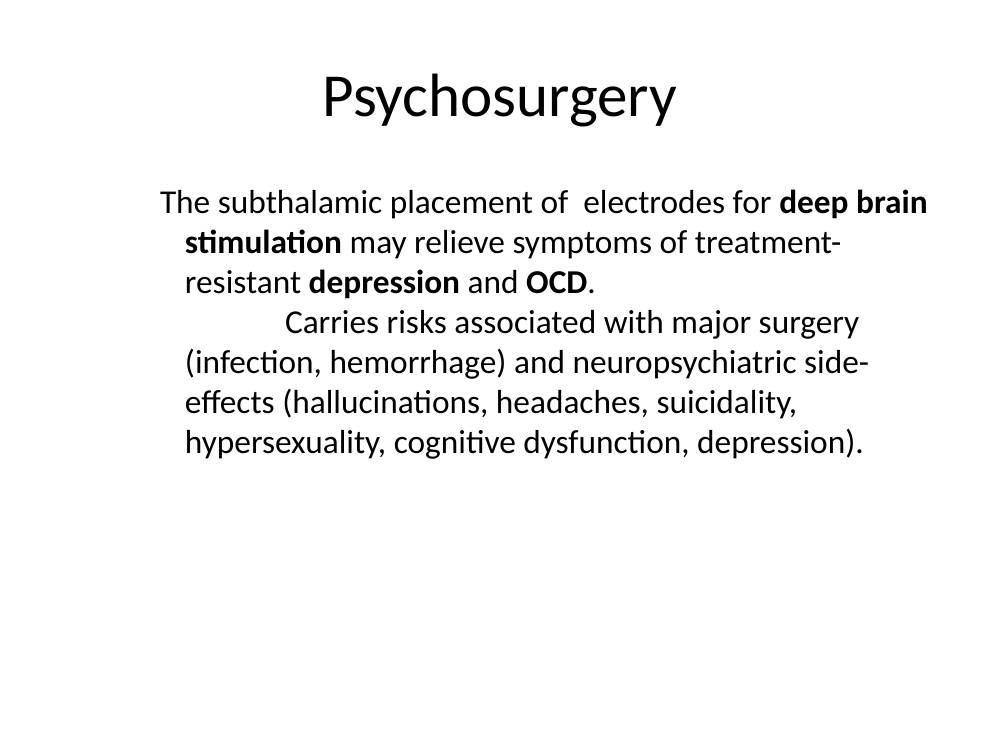 Psychosurgery
The subthalamic placement of  electrodes for deep brain
stimulation may relieve symptoms of treatment-
resistant depression and OCD.
Carries risks associated with major surgery
(infection, hemorrhage) and neuropsychiatric side-
effects (hallucinations, headaches, suicidality,
hypersexuality, cognitive dysfunction, depression).